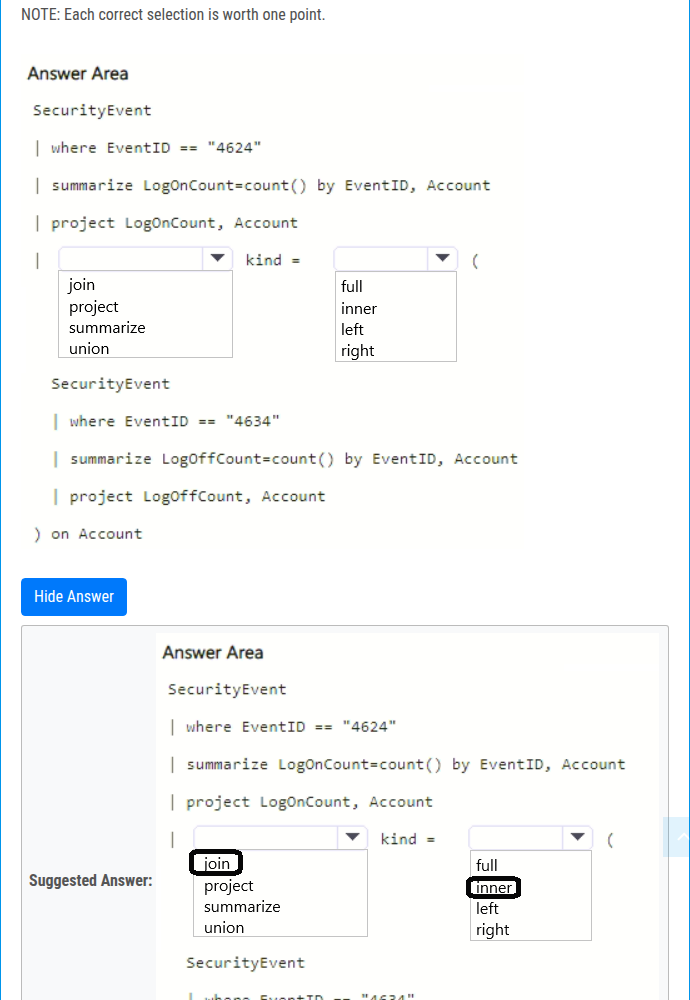 NOTE: Each correct selection is worth one point.
Answer Area
SecurityEvent
| where EventID == "4624"
| summarize LogOnCount=count() by EventID, Account
| project LogOnCount, Account
| kind = (
join
project
summarize
union
full
inner
left
right
SecurityEvent
| where EventID == "4634"
| summarize LogOffCount=count() by EventID, Account
| project LogOffCount, Account
) on Account
Hide Answer
Suggested Answer:
Answer Area
SecurityEvent
| where EventID == "4624"
| summarize LogOnCount=count() by EventID, Account
| project LogOnCount, Account
| kind = (
join
project
summarize
union
full
inner
left
right
SecurityEvent
| where EventID == "4634"